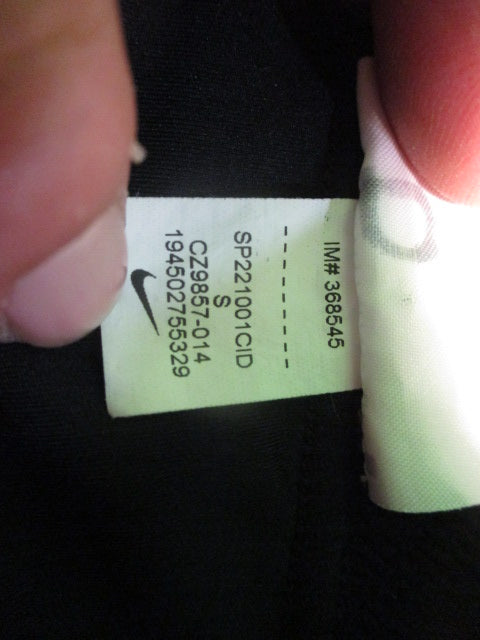 IM# 368545
-------
SP221001CID
S
CZ9857-014
194502755329